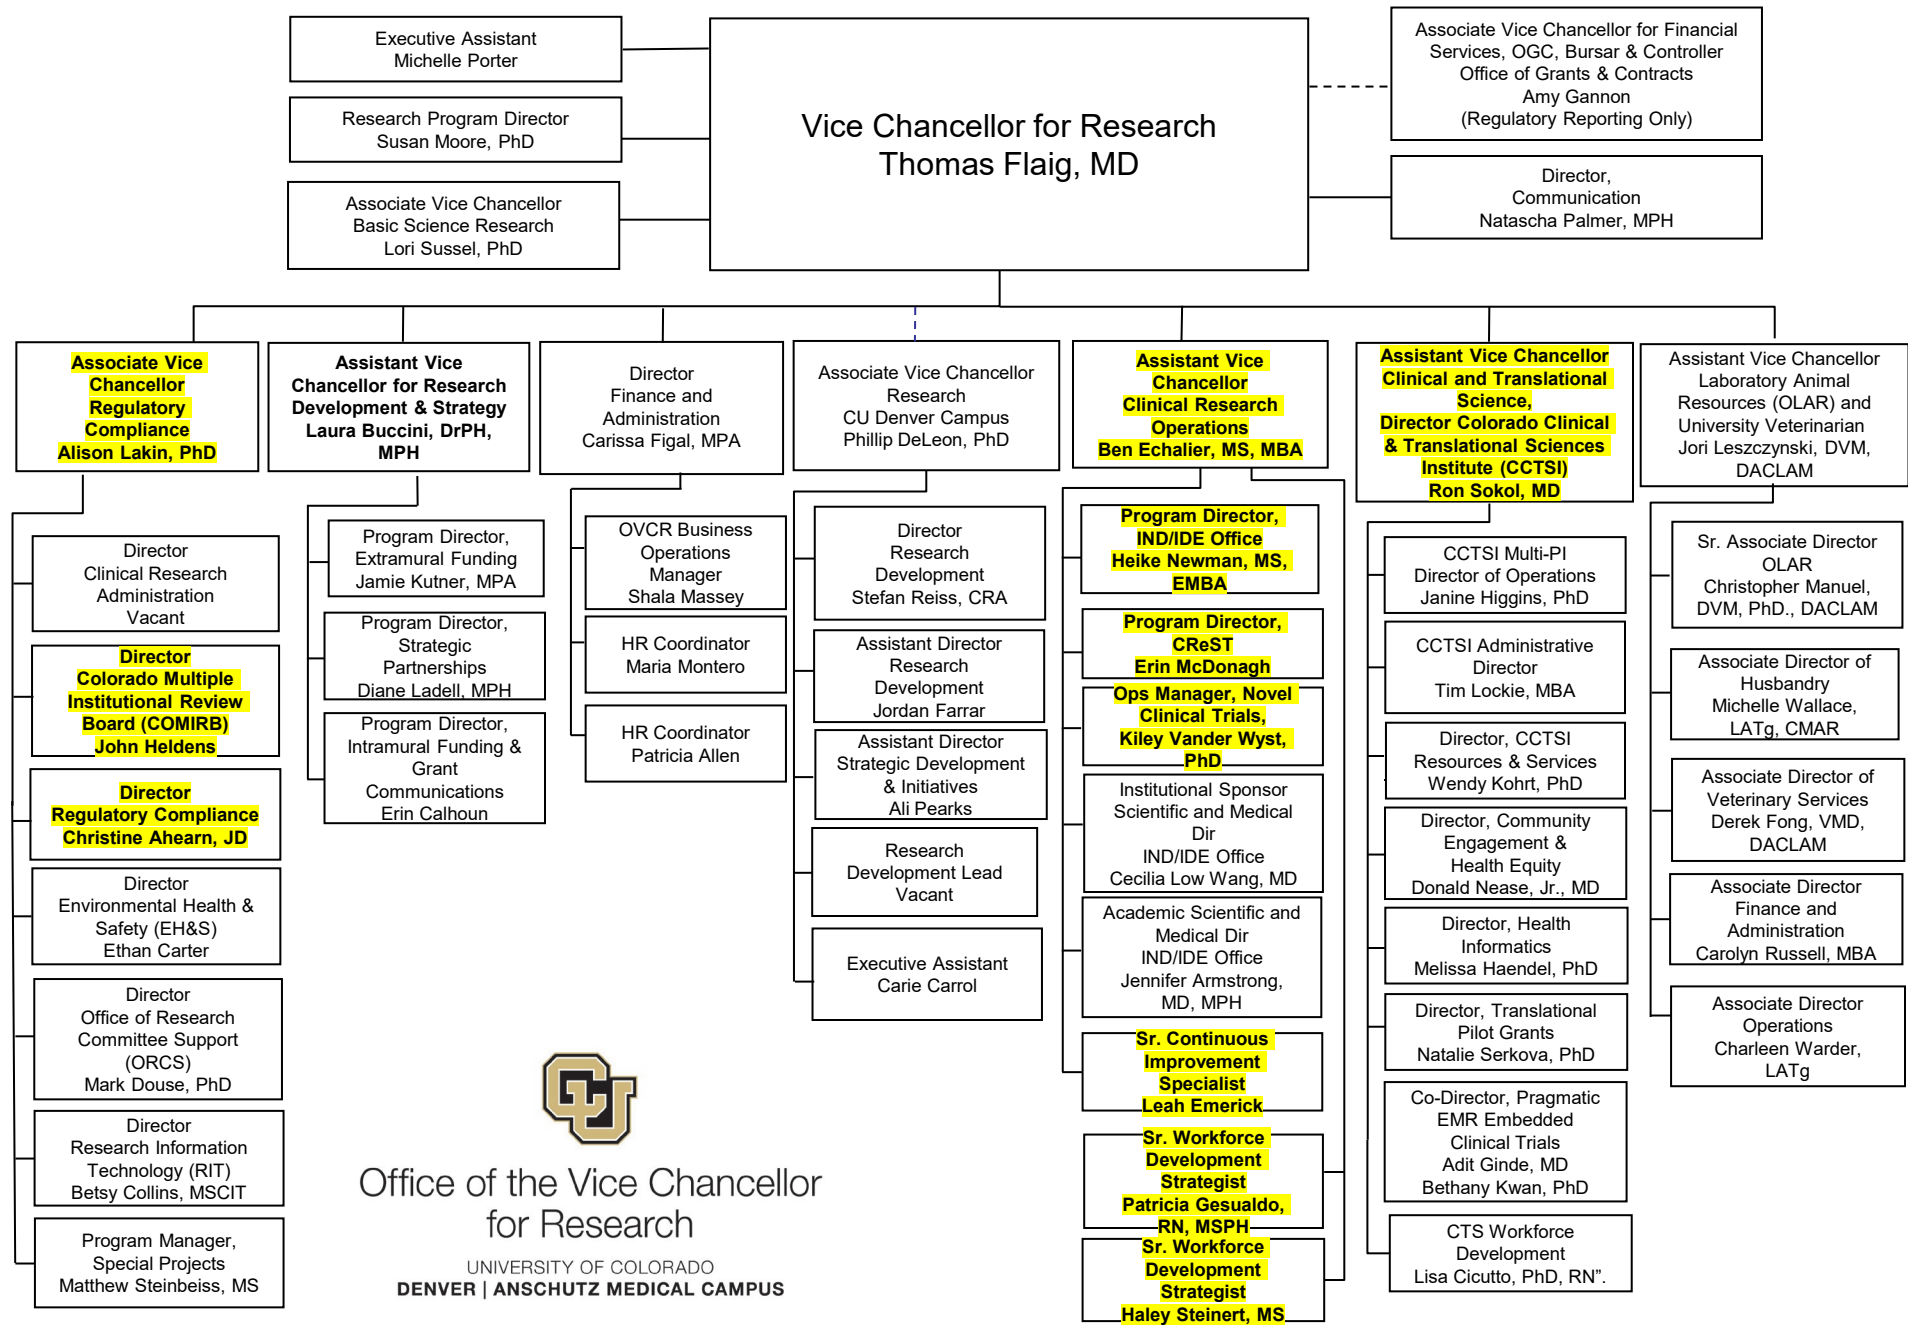 Executive Assistant
Michelle Porter
Research Program Director
Susan Moore, PhD
Associate Vice Chancellor
Basic Science Research
Lori Sussel, PhD
Vice Chancellor for Research
Thomas Flaig, MD
Associate Vice Chancellor for Financial
Services, OGC, Bursar & Controller
Office of Grants & Contracts
Amy Gannon
(Regulatory Reporting Only)
Director,
Communication
Natascha Palmer, MPH
Associate Vice
Chancellor
Regulatory
Compliance
Alison Lakin, PhD
Director
Clinical Research
Administration
Vacant
Director
Colorado Multiple
Institutional Review
Board (COMIRB)
John Heldens
Director
Regulatory Compliance
Christine Ahearn, JD
Director
Environmental Health &
Safety (EH&S)
Ethan Carter
Director
Office of Research
Committee Support
(ORCS)
Mark Douse, PhD
Director
Research Information
Technology (RIT)
Betsy Collins, MSCIT
Program Manager,
Special Projects
Matthew Steinbeiss, MS
Assistant Vice
Chancellor for Research
Development & Strategy
Laura Buccini, DrPH,
MPH
Program Director,
Extramural Funding
Jamie Kutner, MPA
Program Director,
Strategic
Partnerships
Diane Ladell, MPH
Program Director,
Intramural Funding &
Grant
Communications
Erin Calhoun
Director
Finance and
Administration
Carissa Figal, MPA
OVCR Business
Operations
Manager
Shala Massey
HR Coordinator
Maria Montero
HR Coordinator
Patricia Allen
Associate Vice Chancellor
Research
CU Denver Campus
Phillip DeLeon, PhD
Director
Research
Development
Stefan Reiss, CRA
Assistant Director
Research
Development
Jordan Farrar
Assistant Director
Strategic Development
& Initiatives
Ali Pearks
Research
Development Lead
Vacant
Executive Assistant
Carie Carrol
Assistant Vice
Chancellor
Clinical Research
Operations
Ben Echalier, MS, MBA
Program Director,
IND/IDE Office
Heike Newman, MS,
EMBA
Program Director,
CReST
Erin McDonagh
Ops Manager, Novel
Clinical Trials,
Kiley Vander Wyst,
PhD
Institutional Sponsor
Scientific and Medical
Dir
IND/IDE Office
Cecilia Low Wang, MD
Academic Scientific and
Medical Dir
IND/IDE Office
Jennifer Armstrong,
MD, MPH
Sr. Continuous
Improvement
Specialist
Leah Emerick
Sr. Workforce
Development
Strategist
Patricia Gesualdo,
RN, MSPH
Sr. Workforce
Development
Strategist
Haley Steinert, MS
Assistant Vice Chancellor
Clinical and Translational
Science,
Director Colorado Clinical
& Translational Sciences
Institute (CCTSI)
Ron Sokol, MD
CCTSI Multi-PI
Director of Operations
Janine Higgins, PhD
CCTSI Administrative
Director
Tim Lockie, MBA
Director, CCTSI
Resources & Services
Wendy Kohrt, PhD
Director, Community
Engagement &
Health Equity
Donald Nease, Jr., MD
Director, Health
Informatics
Melissa Haendel, PhD
Director, Translational
Pilot Grants
Natalie Serkova, PhD
Co-Director, Pragmatic
EMR Embedded
Clinical Trials
Adit Ginde, MD
Bethany Kwan, PhD
CTS Workforce
Development
Lisa Cicutto, PhD, RN”.
Assistant Vice Chancellor
Laboratory Animal
Resources (OLAR) and
University Veterinarian
Jori Leszczynski, DVM,
DACLAM
Sr. Associate Director
OLAR
Christopher Manuel,
DVM, PhD., DACLAM
Associate Director of
Husbandry
Michelle Wallace,
LATg, CMAR
Associate Director of
Veterinary Services
Derek Fong, VMD,
DACLAM
Associate Director
Finance and
Administration
Carolyn Russell, MBA
Associate Director
Operations
Charleen Warder,
LATg
CU
Office of the Vice Chancellor
for Research
UNIVERSITY OF COLORADO
DENVER | ANSCHUTZ MEDICAL CAMPUS